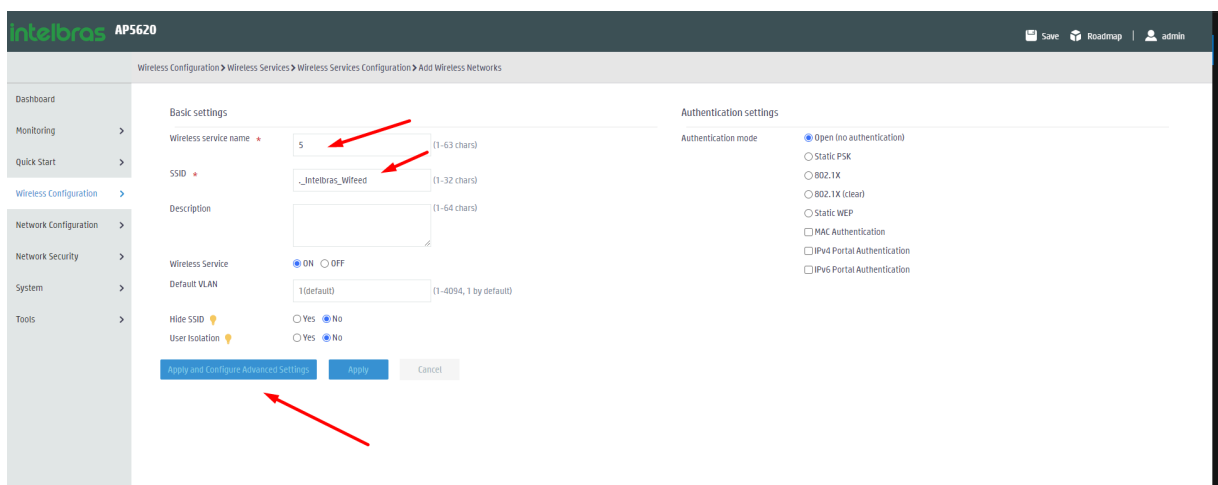 intelbras AP5620
Save Roadmap | admin
Wireless Configuration > Wireless Services > Wireless Services Configuration > Add Wireless Networks
Dashboard
Monitoring >
Quick Start >
Wireless Configuration >
Network Configuration >
Network Security >
System >
Tools >
Basic settings
Wireless service name * 5 (1-63 chars)
SSID * ._Intelbras_Wifeed (1-32 chars)
Description (1-64 chars)
Wireless Service ON OFF
Default VLAN 1(default) (1-4094, 1 by default)
Hide SSID Yes No
User Isolation Yes No
Apply and Configure Advanced Settings Apply Cancel
Authentication settings
Authentication mode Open (no authentication)
Static PSK
802.1X
802.1X (clear)
Static WEP
MAC Authentication
IPv4 Portal Authentication
IPv6 Portal Authentication